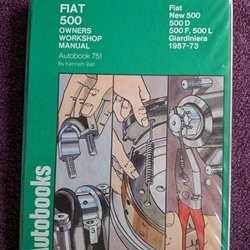 FIAT
500
OWNERS
WORKSHOP
MANUAL
Autobook 751
By Kenneth Ball
Fiat
New 500
500 D
500 F, 500 L
Giardiniera
1957-73
Autobooks